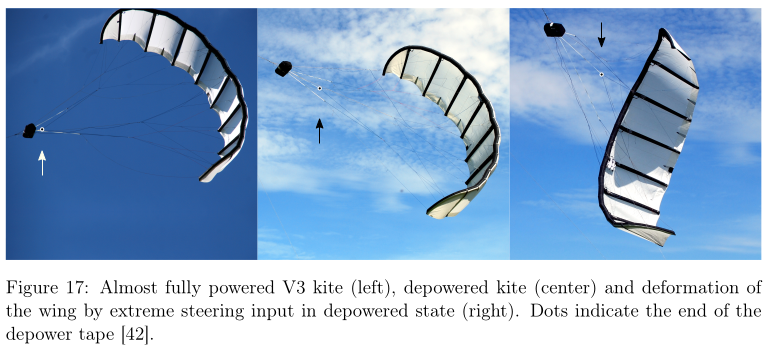 Figure 17: Almost fully powered V3 kite (left), depowered kite (center) and deformation of
the wing by extreme steering input in depowered state (right). Dots indicate the end of the
depower tape [42].